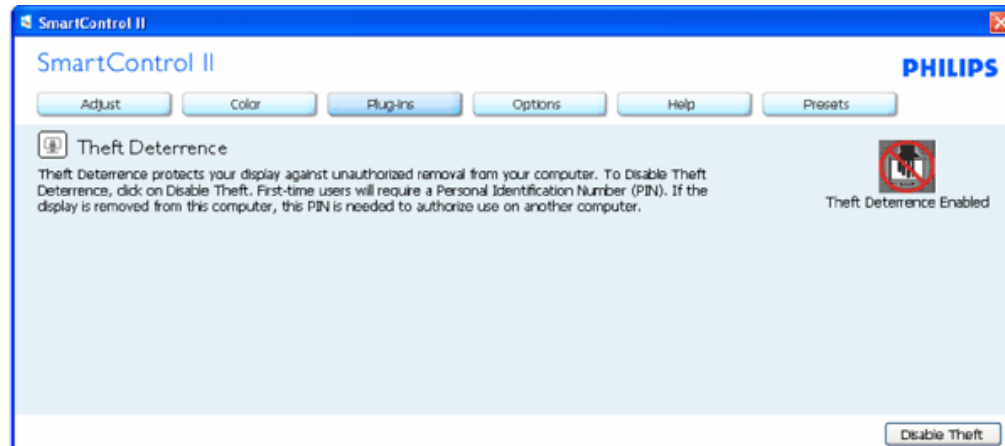 SmartControl II
SmartControl II
PHILIPS
Adjust
Color
Plug-Ins
Options
Help
Presets
Theft Deterrence
Theft Deterrence protects your display against unauthorized removal from your computer. To Disable Theft
Deterrence, click on Disable Theft. First-time users will require a Personal Identification Number (PIN). If the
display is removed from this computer, this PIN is needed to authorize use on another computer.
Theft Deterrence Enabled
Disable Theft